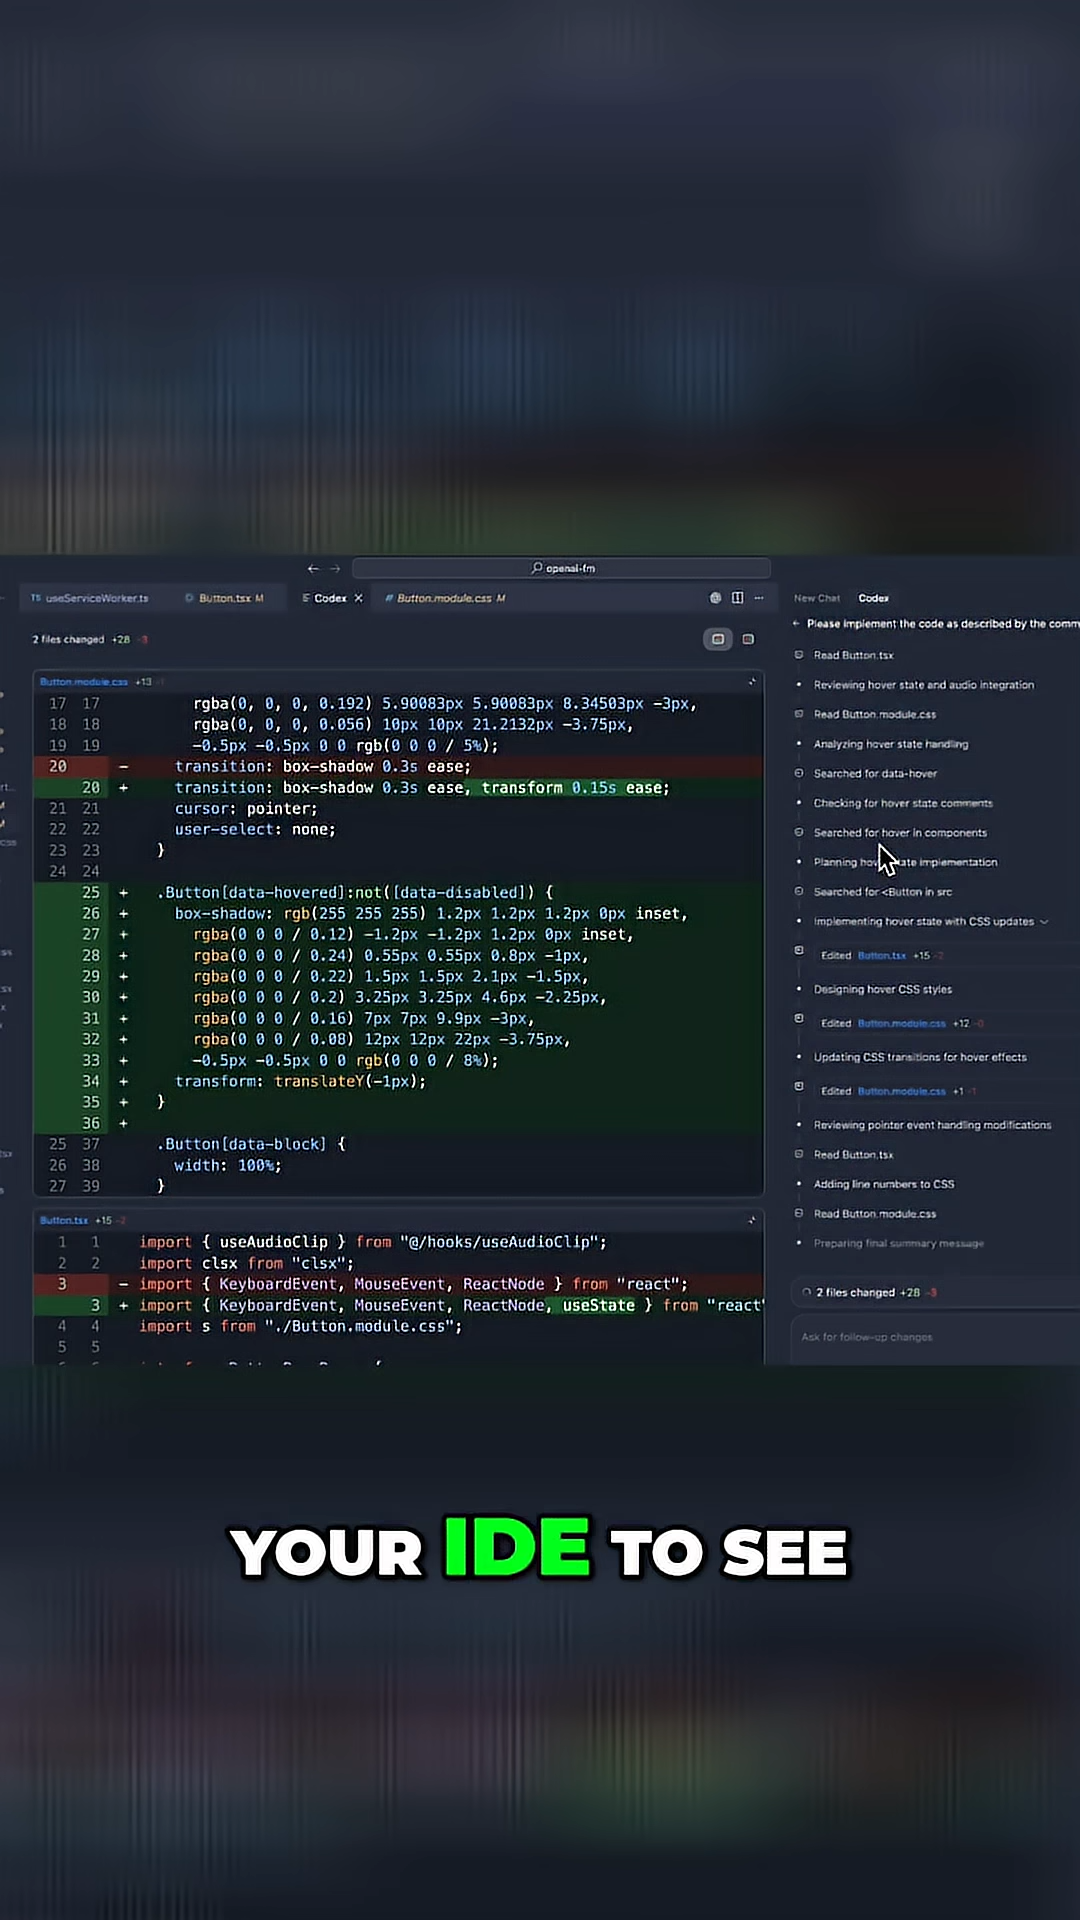 openai-fm
TS useServiceWorker.ts
Button.tsx M
Codex
# Button.module.css M
New Chat
Codex
2 files changed +28 -3
Button.module.css +13 -1
17 17 rgba(0, 0, 0, 0.192) 5.90083px 5.90083px 8.34503px -3px,
18 18 rgba(0, 0, 0, 0.056) 10px 10px 21.2132px -3.75px,
19 19 -0.5px -0.5px 0 0 rgb(0 0 0 / 5%);
20 - transition: box-shadow 0.3s ease;
20 + transition: box-shadow 0.3s ease, transform 0.15s ease;
21 21 cursor: pointer;
22 22 user-select: none;
23 23 }
24 24
25 + .Button[data-hovered]:not([data-disabled]) {
26 + box-shadow: rgb(255 255 255) 1.2px 1.2px 1.2px 0px inset,
27 + rgba(0 0 0 / 0.12) -1.2px -1.2px 1.2px 0px inset,
28 + rgba(0 0 0 / 0.24) 0.55px 0.55px 0.8px -1px,
29 + rgba(0 0 0 / 0.22) 1.5px 1.5px 2.1px -1.5px,
30 + rgba(0 0 0 / 0.2) 3.25px 3.25px 4.6px -2.25px,
31 + rgba(0 0 0 / 0.16) 7px 7px 9.9px -3px,
32 + rgba(0 0 0 / 0.08) 12px 12px 22px -3.75px,
33 + -0.5px -0.5px 0 0 rgb(0 0 0 / 8%);
34 + transform: translateY(-1px);
35 + }
36 +
25 37 .Button[data-block] {
26 38 width: 100%;
27 39 }
Button.tsx +15 -2
1 1 import { useAudioClip } from "@/hooks/useAudioClip";
2 2 import clsx from "clsx";
3 - import { KeyboardEvent, MouseEvent, ReactNode } from "react";
3 + import { KeyboardEvent, MouseEvent, ReactNode, useState } from "react"
4 4 import s from "./Button.module.css";
5 5
Please implement the code as described by the comm
Read Button.tsx
Reviewing hover state and audio integration
Read Button.module.css
Analyzing hover state handling
Searched for data-hover
Checking for hover state comments
Searched for hover in components
Planning hover state implementation
Searched for <Button in src
Implementing hover state with CSS updates
Edited Button.tsx +15 -2
Designing hover CSS styles
Edited Button.module.css +12 -0
Updating CSS transitions for hover effects
Edited Button.module.css +1 -1
Reviewing pointer event handling modifications
Read Button.tsx
Adding line numbers to CSS
Read Button.module.css
Preparing final summary message
2 files changed +28 -3
Ask for follow-up changes
YOUR IDE TO SEE